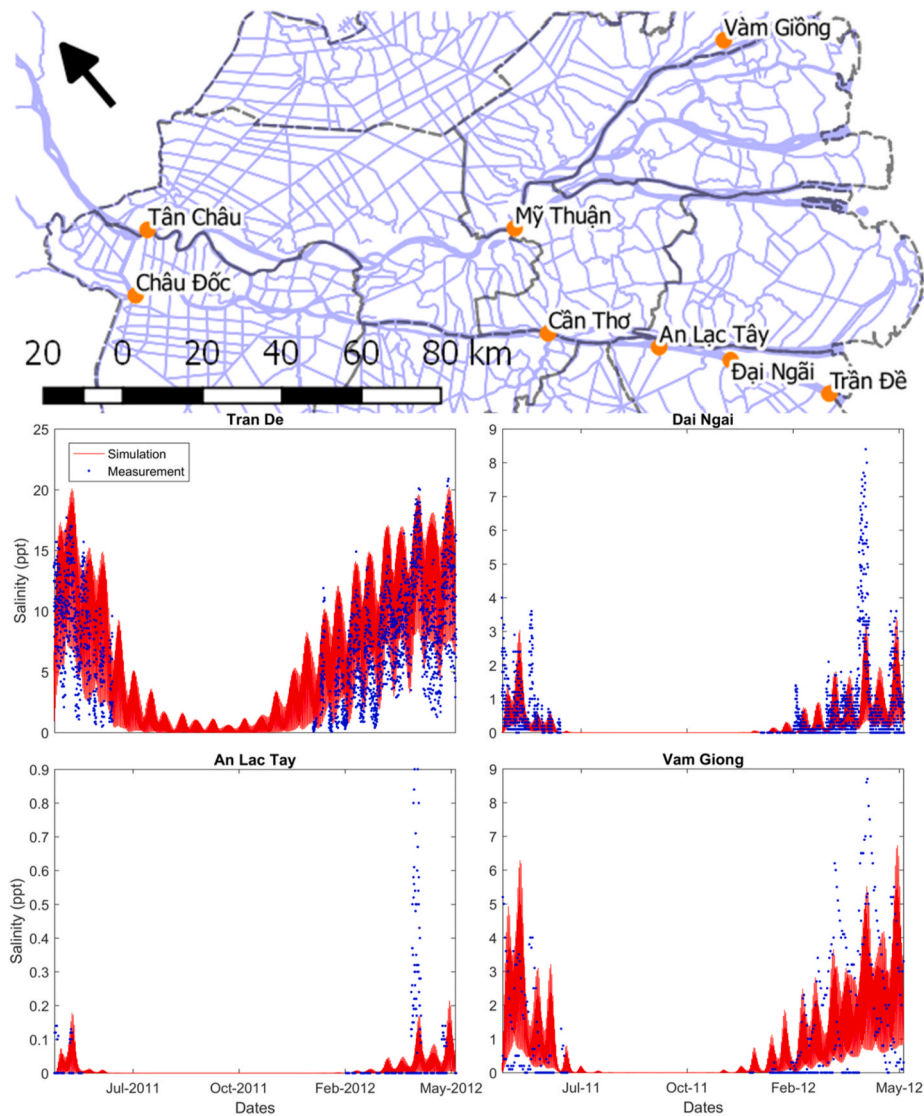 Vàm Giồng
Tân Châu
Mỹ Thuận
Châu Đốc
Cần Thơ
An Lạc Tây
Đại Ngãi
Trần Đề
20 0 20 40 60 80 km
Tran De
Dai Ngai
25
20
15
10
5
0
Salinity (ppt)
Simulation
Measurement
9
8
7
6
5
4
3
2
1
0
An Lac Tay
Vam Giong
0.9
0.8
0.7
0.6
0.5
0.4
0.3
0.2
0.1
0
Salinity (ppt)
Jul-2011 Oct-2011 Feb-2012 May-2012
Dates
9
8
7
6
5
4
3
2
1
0
Jul-11 Oct-11 Feb-12 May-12
Dates